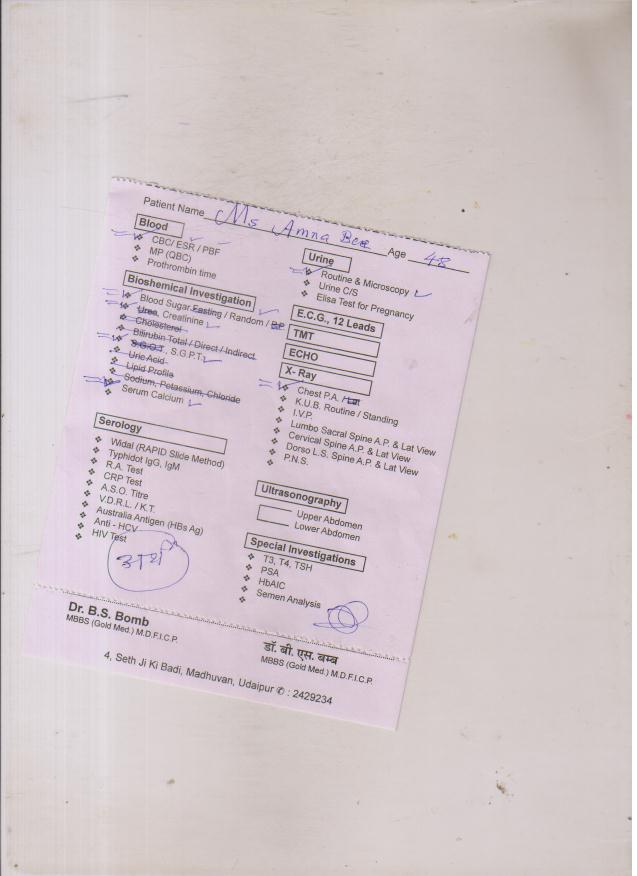 Patient Name Ms Amna Bee Age 48
Blood
CBC/ ESR / PBF
MP (QBC)
Prothrombin time
Bioshemical Investigation
Blood Sugar Fasting / Random / P.P
Urea, Creatinine
Cholesterel
Bilirubin Total / Direct / Indirect
S.G.O.T, S.G.P.T.
Uric Acid
Lipid Profile
Sodium, Potassium, Chloride
Serum Calcium
Serology
Widal (RAPID Slide Method)
Typhidot IgG, IgM
R.A. Test
CRP Test
A.S.O. Titre
V.D.R.L. / K.T.
Australia Antigen (HBs Ag)
Anti - HCV
HIV Test
Urine
Routine & Microscopy
Urine C/S
Elisa Test for Pregnancy
E.C.G., 12 Leads
TMT
ECHO
X- Ray
Chest P.A. /
K.U.B. Routine / Standing
I.V.P.
Lumbo Sacral Spine A.P. & Lat View
Cervical Spine A.P. & Lat View
Dorso L.S. Spine A.P. & Lat View
P.N.S.
Ultrasonography
Upper Abdomen
Lower Abdomen
Special Investigations
T3, T4, TSH
PSA
HbAIC
Semen Analysis
Dr. B.S. Bomb
MBBS (Gold Med.) M.D.F.I.C.P.
डॉ. बी. एस. बम्ब
MBBS (Gold Med.) M.D.F.I.C.P.
4, Seth Ji Ki Badi, Madhuvan, Udaipur ✆ : 2429234